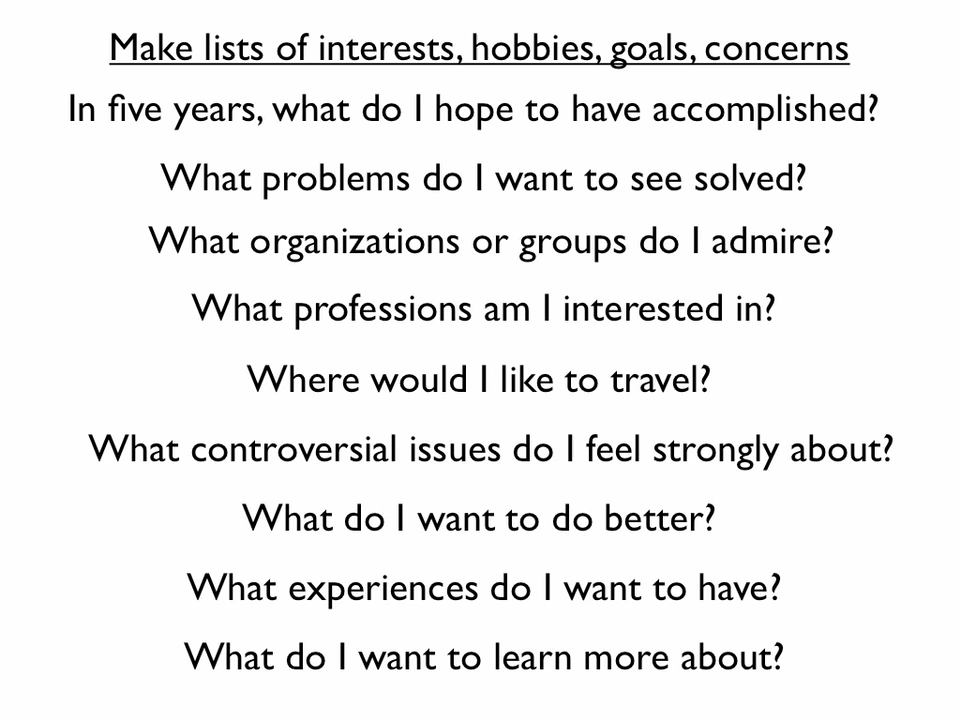 Make lists of interests, hobbies, goals, concerns
In five years, what do I hope to have accomplished?
What problems do I want to see solved?
What organizations or groups do I admire?
What professions am I interested in?
Where would I like to travel?
What controversial issues do I feel strongly about?
What do I want to do better?
What experiences do I want to have?
What do I want to learn more about?